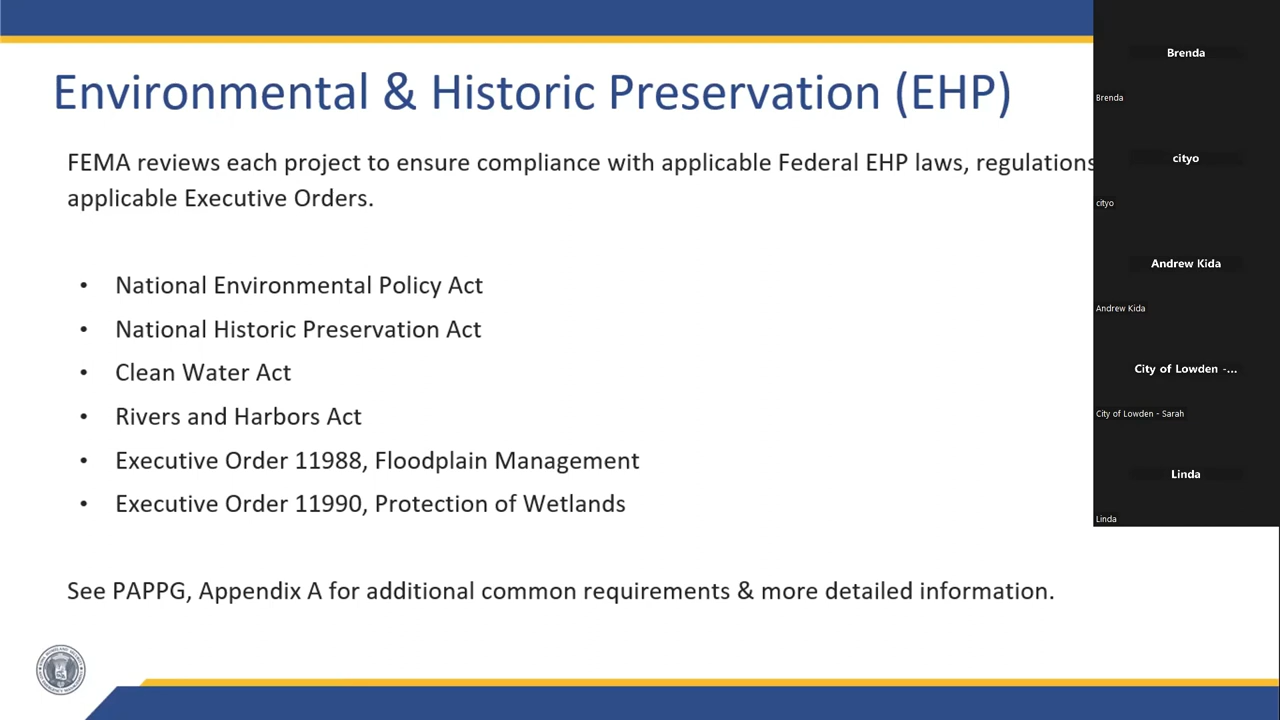 Environmental & Historic Preservation (EHP)
FEMA reviews each project to ensure compliance with applicable Federal EHP laws, regulations
applicable Executive Orders.
• National Environmental Policy Act
• National Historic Preservation Act
• Clean Water Act
• Rivers and Harbors Act
• Executive Order 11988, Floodplain Management
• Executive Order 11990, Protection of Wetlands
See PAPPG, Appendix A for additional common requirements & more detailed information.
Brenda
Brenda
cityo
cityo
Andrew Kida
Andrew Kida
City of Lowden -...
City of Lowden - Sarah
Linda
Linda